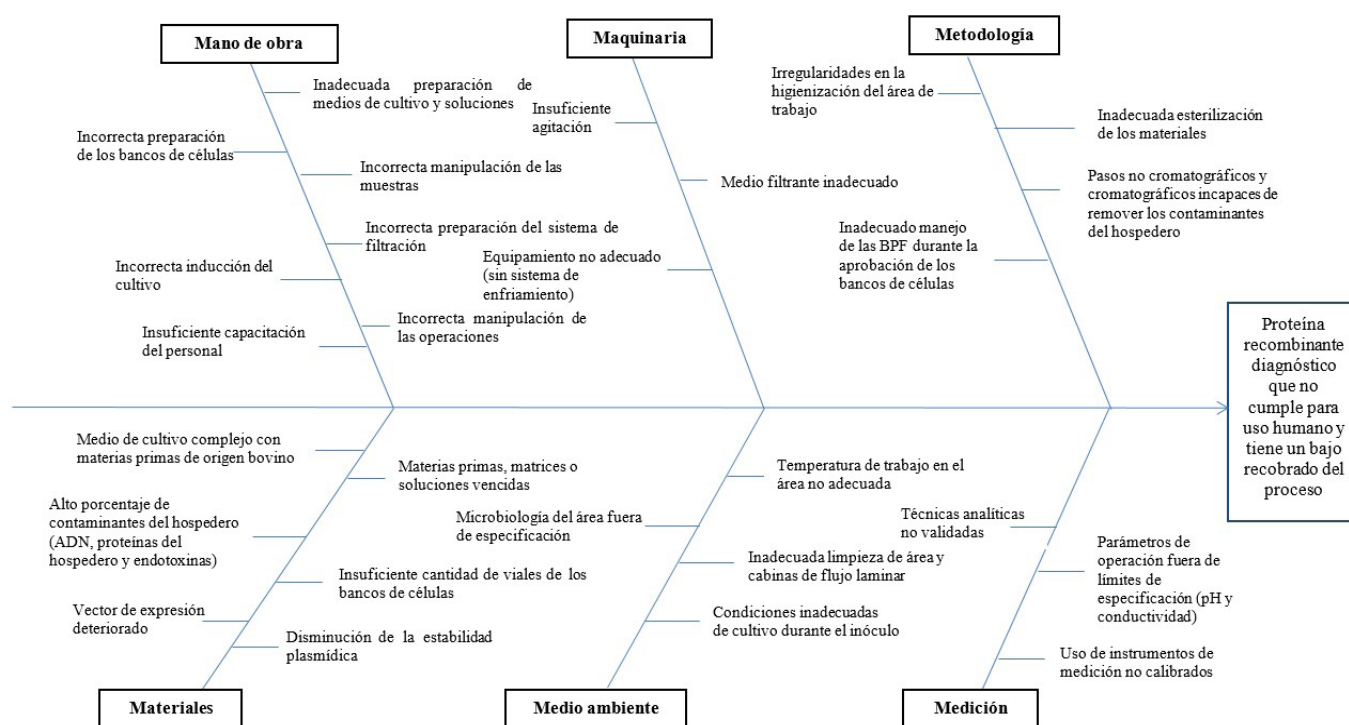 Mano de obra
Inadecuada preparación de
medios de cultivo y soluciones
Incorrecta preparación
de los bancos de células
Incorrecta manipulación de las
muestras
Incorrecta preparación del sistema de
filtración
Incorrecta inducción del
cultivo
Incorrecta manipulación de
las operaciones
Insuficiente capacitación
del personal
Maquinaria
Insuficiente
agitación
Medio filtrante inadecuado
Equipamiento no adecuado
(sin sistema de
enfriamiento)
Metodología
Irregularidades en la
higienización del área de
trabajo
Inadecuada esterilización
de los materiales
Pasos no cromatográficos y
cromatográficos incapaces de
remover los contaminantes
del hospedero
Inadecuado manejo
de las BPF durante la
aprobación de los
bancos de células
Proteína
recombinante
diagnóstico
que no
cumple para
uso humano y
tiene un bajo
recobrado del
proceso
Medio de cultivo complejo con
materias primas de origen bovino
Materias primas, matrices o
soluciones vencidas
Alto porcentaje de
contaminantes del hospedero
(ADN, proteínas del
hospedero y endotoxinas)
Insuficiente cantidad de viales de los
bancos de células
Vector de expresión
deteriorado
Disminución de la estabilidad
plasmídica
Materiales
Temperatura de trabajo en el
área no adecuada
Microbiología del área fuera
de especificación
Inadecuada limpieza de área y
cabinas de flujo laminar
Condiciones inadecuadas
de cultivo durante el inóculo
Medio ambiente
Técnicas analíticas
no validadas
Parámetros de
operación fuera de
límites de
especificación (pH y
conductividad)
Uso de instrumentos de
medición no calibrados
Medición